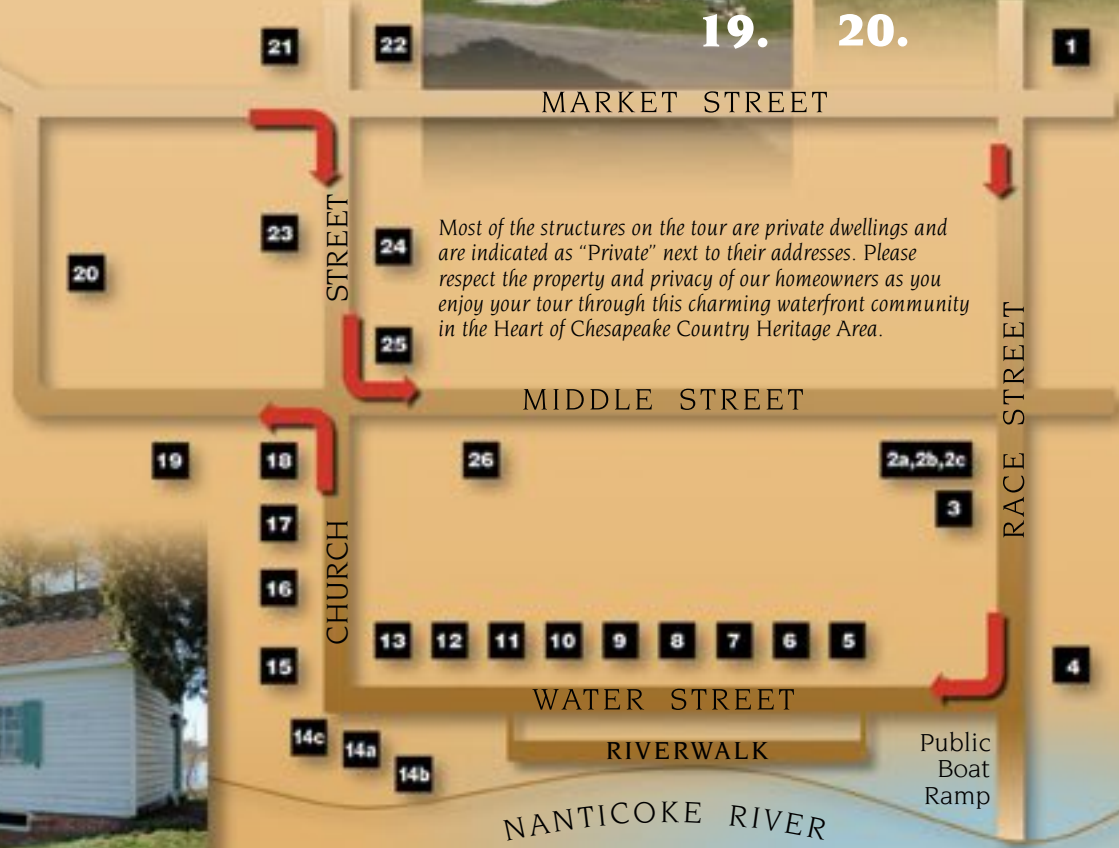 19. 20.
21 22 1
MARKET STREET
STREET
23 24
20
25
Most of the structures on the tour are private dwellings and
are indicated as “Private” next to their addresses. Please
respect the property and privacy of our homeowners as you
enjoy your tour through this charming waterfront community
in the Heart of Chesapeake Country Heritage Area.
RACE STREET
MIDDLE STREET
19 18 26 2a,2b,2c
3
17
16
CHURCH
13 12 11 10 9 8 7 6 5
15 4
WATER STREET
14c 14a
14b
RIVERWALK
Public
Boat
Ramp
NANTICOKE RIVER